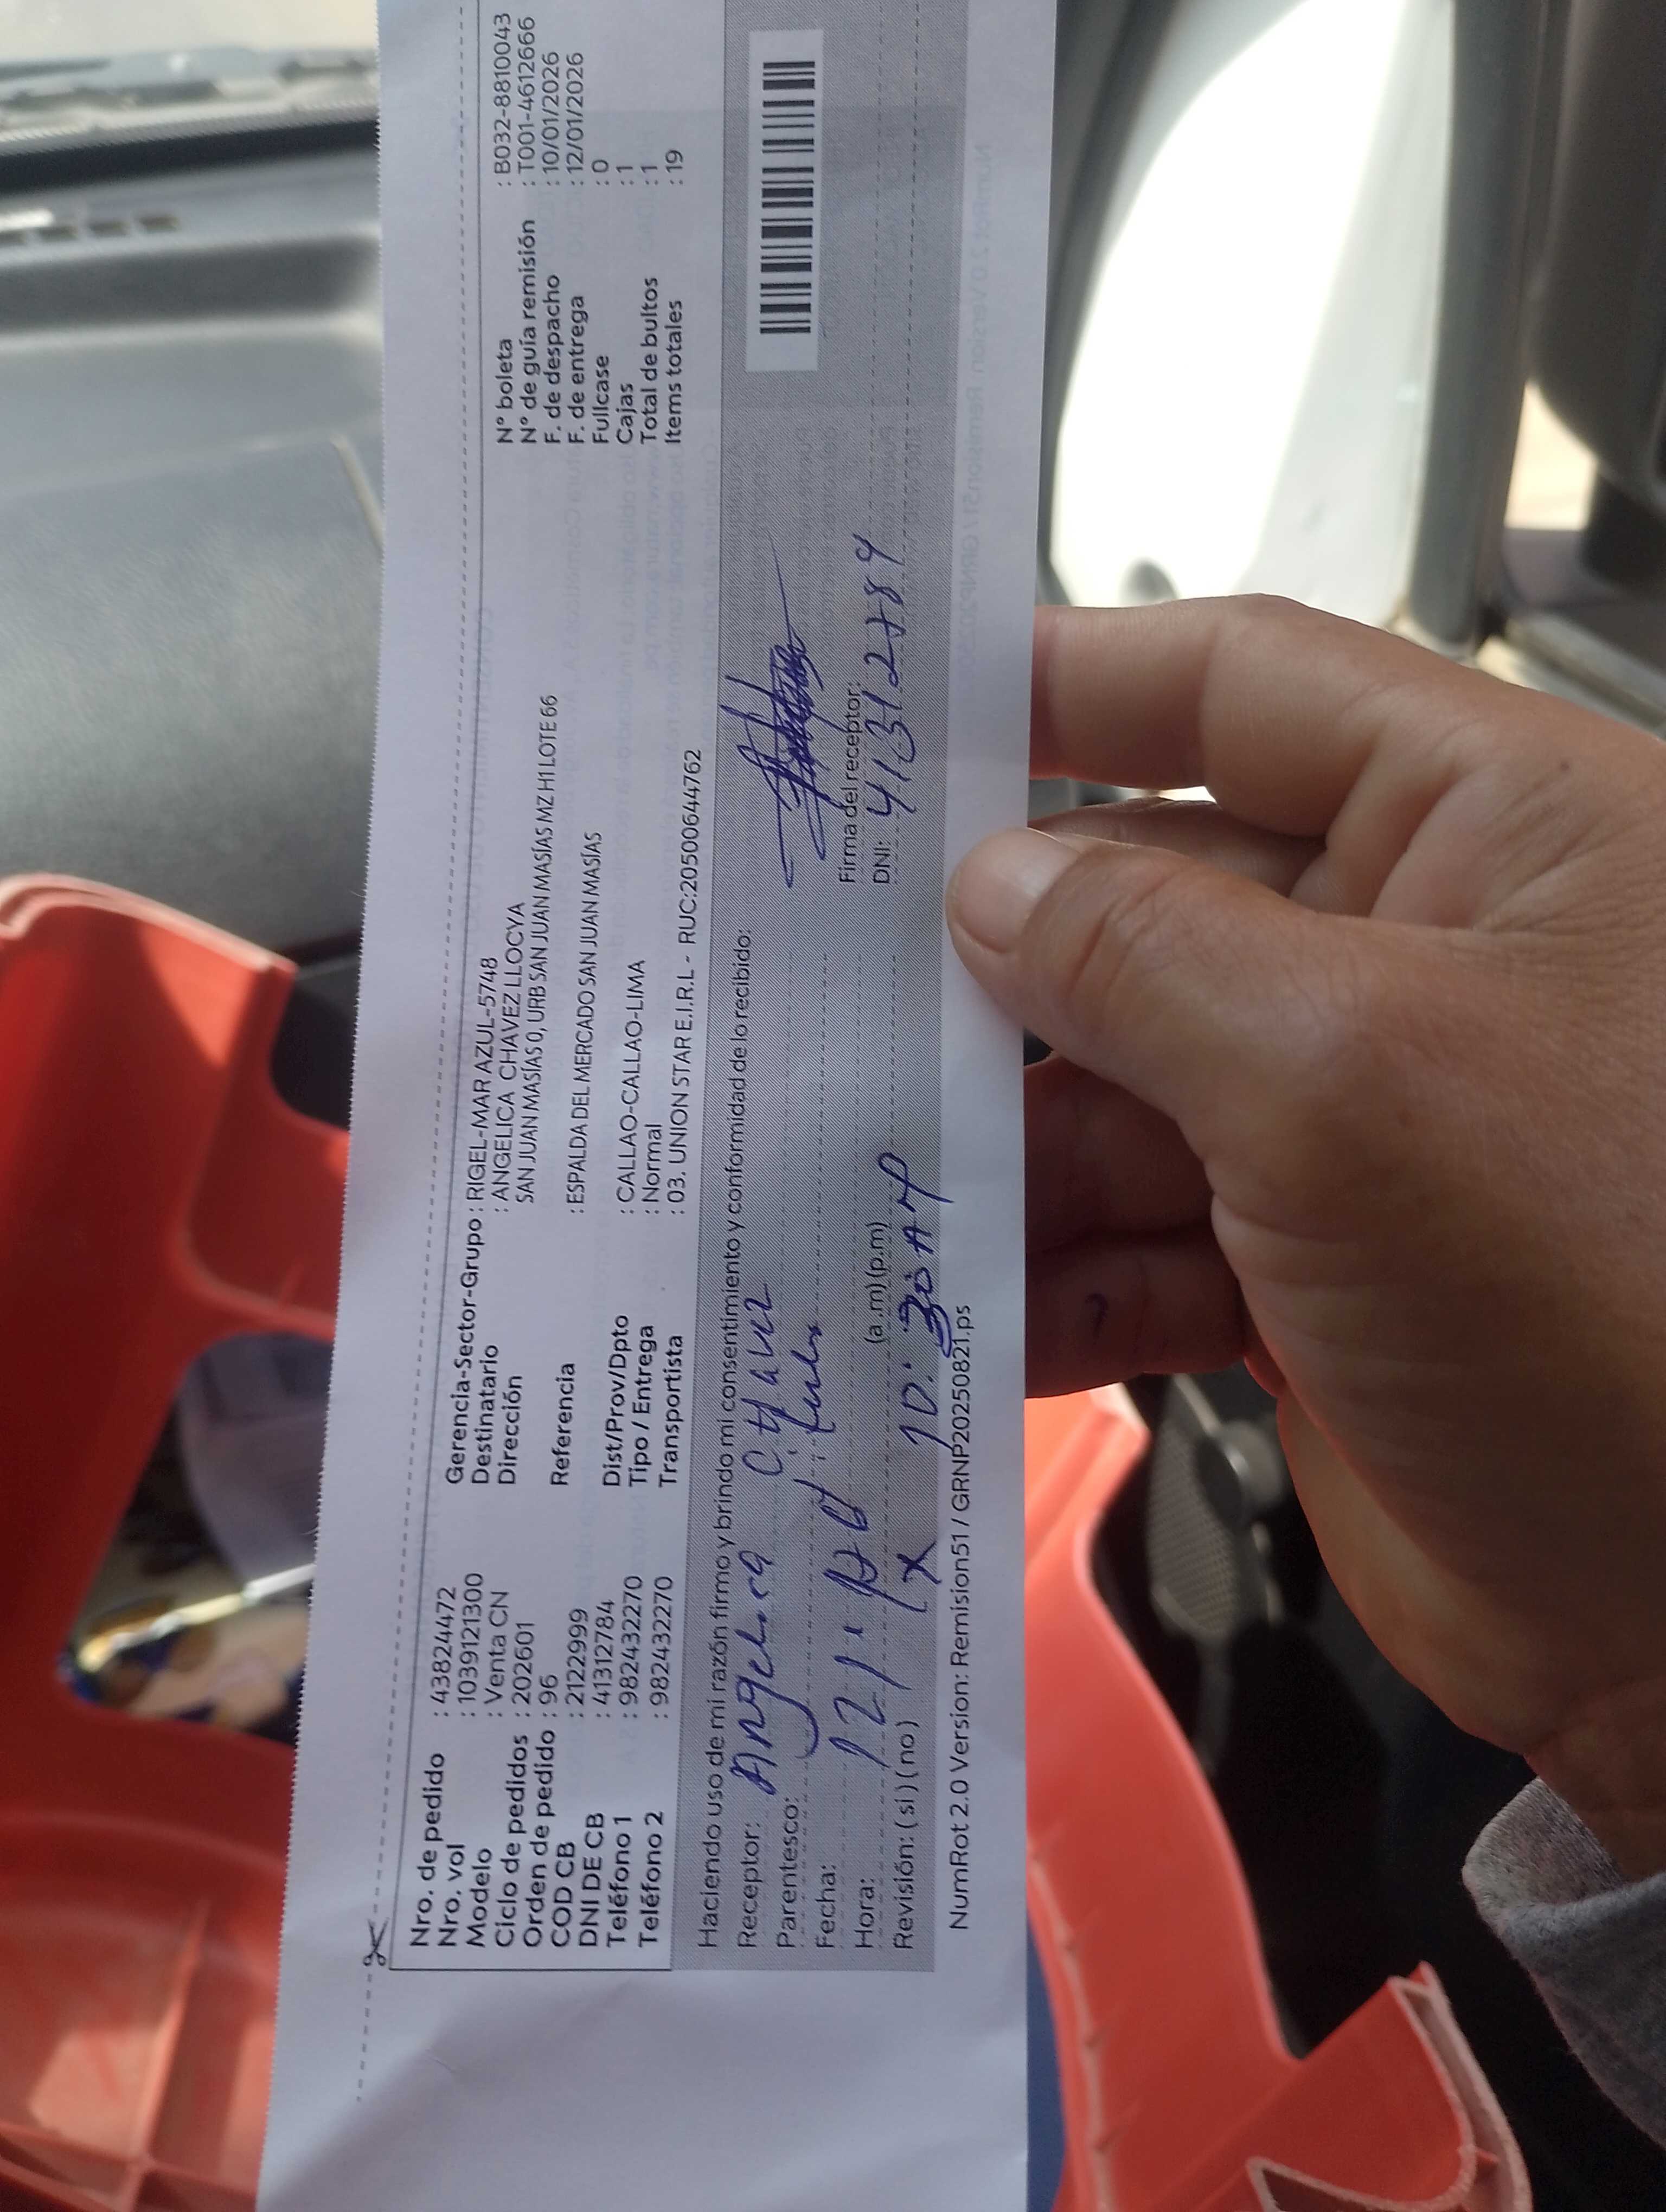 Nro. de pedido : 43824472
Nro. vol : 1039121300
Modelo : Venta CN
Ciclo de pedidos : 202601
Orden de pedido : 96
COD CB : 2122999
DNI DE CB : 41312784
Teléfono 1 : 982432270
Teléfono 2 : 982432270
Gerencia-Sector-Grupo : RIGEL-MAR AZUL-5748
Destinatario : ANGELICA CHAVEZ LLOCYA
Dirección SAN JUAN MASÍAS 0, URB SAN JUAN MASÍAS MZ H1 LOTE 66
Referencia : ESPALDA DEL MERCADO SAN JUAN MASÍAS
Dist/Prov/Dpto : CALLAO-CALLAO-LIMA
Tipo / Entrega : Normal
Transportista : 03. UNION STAR E.I.R.L - RUC:20500644762
N° boleta : B032-8810043
N° de guía remisión : T001-4612666
F. de despacho : 10/01/2026
F. de entrega : 12/01/2026
Fullcase : 0
Cajas : 1
Total de bultos : 1
Items totales : 19
Haciendo uso de mi razón firmo y brindo mi consentimiento y conformidad de lo recibido:
Receptor: Angelica Chavez
Parentesco:
Fecha: 12/1
Hora: (a.m) (p.m) 10:30 AM
Revisión: ( si ) ( no ) X
Firma del receptor:
DNI: 41312784
NumRot 2.0 Version: Remision51 / GRNP20250821.ps